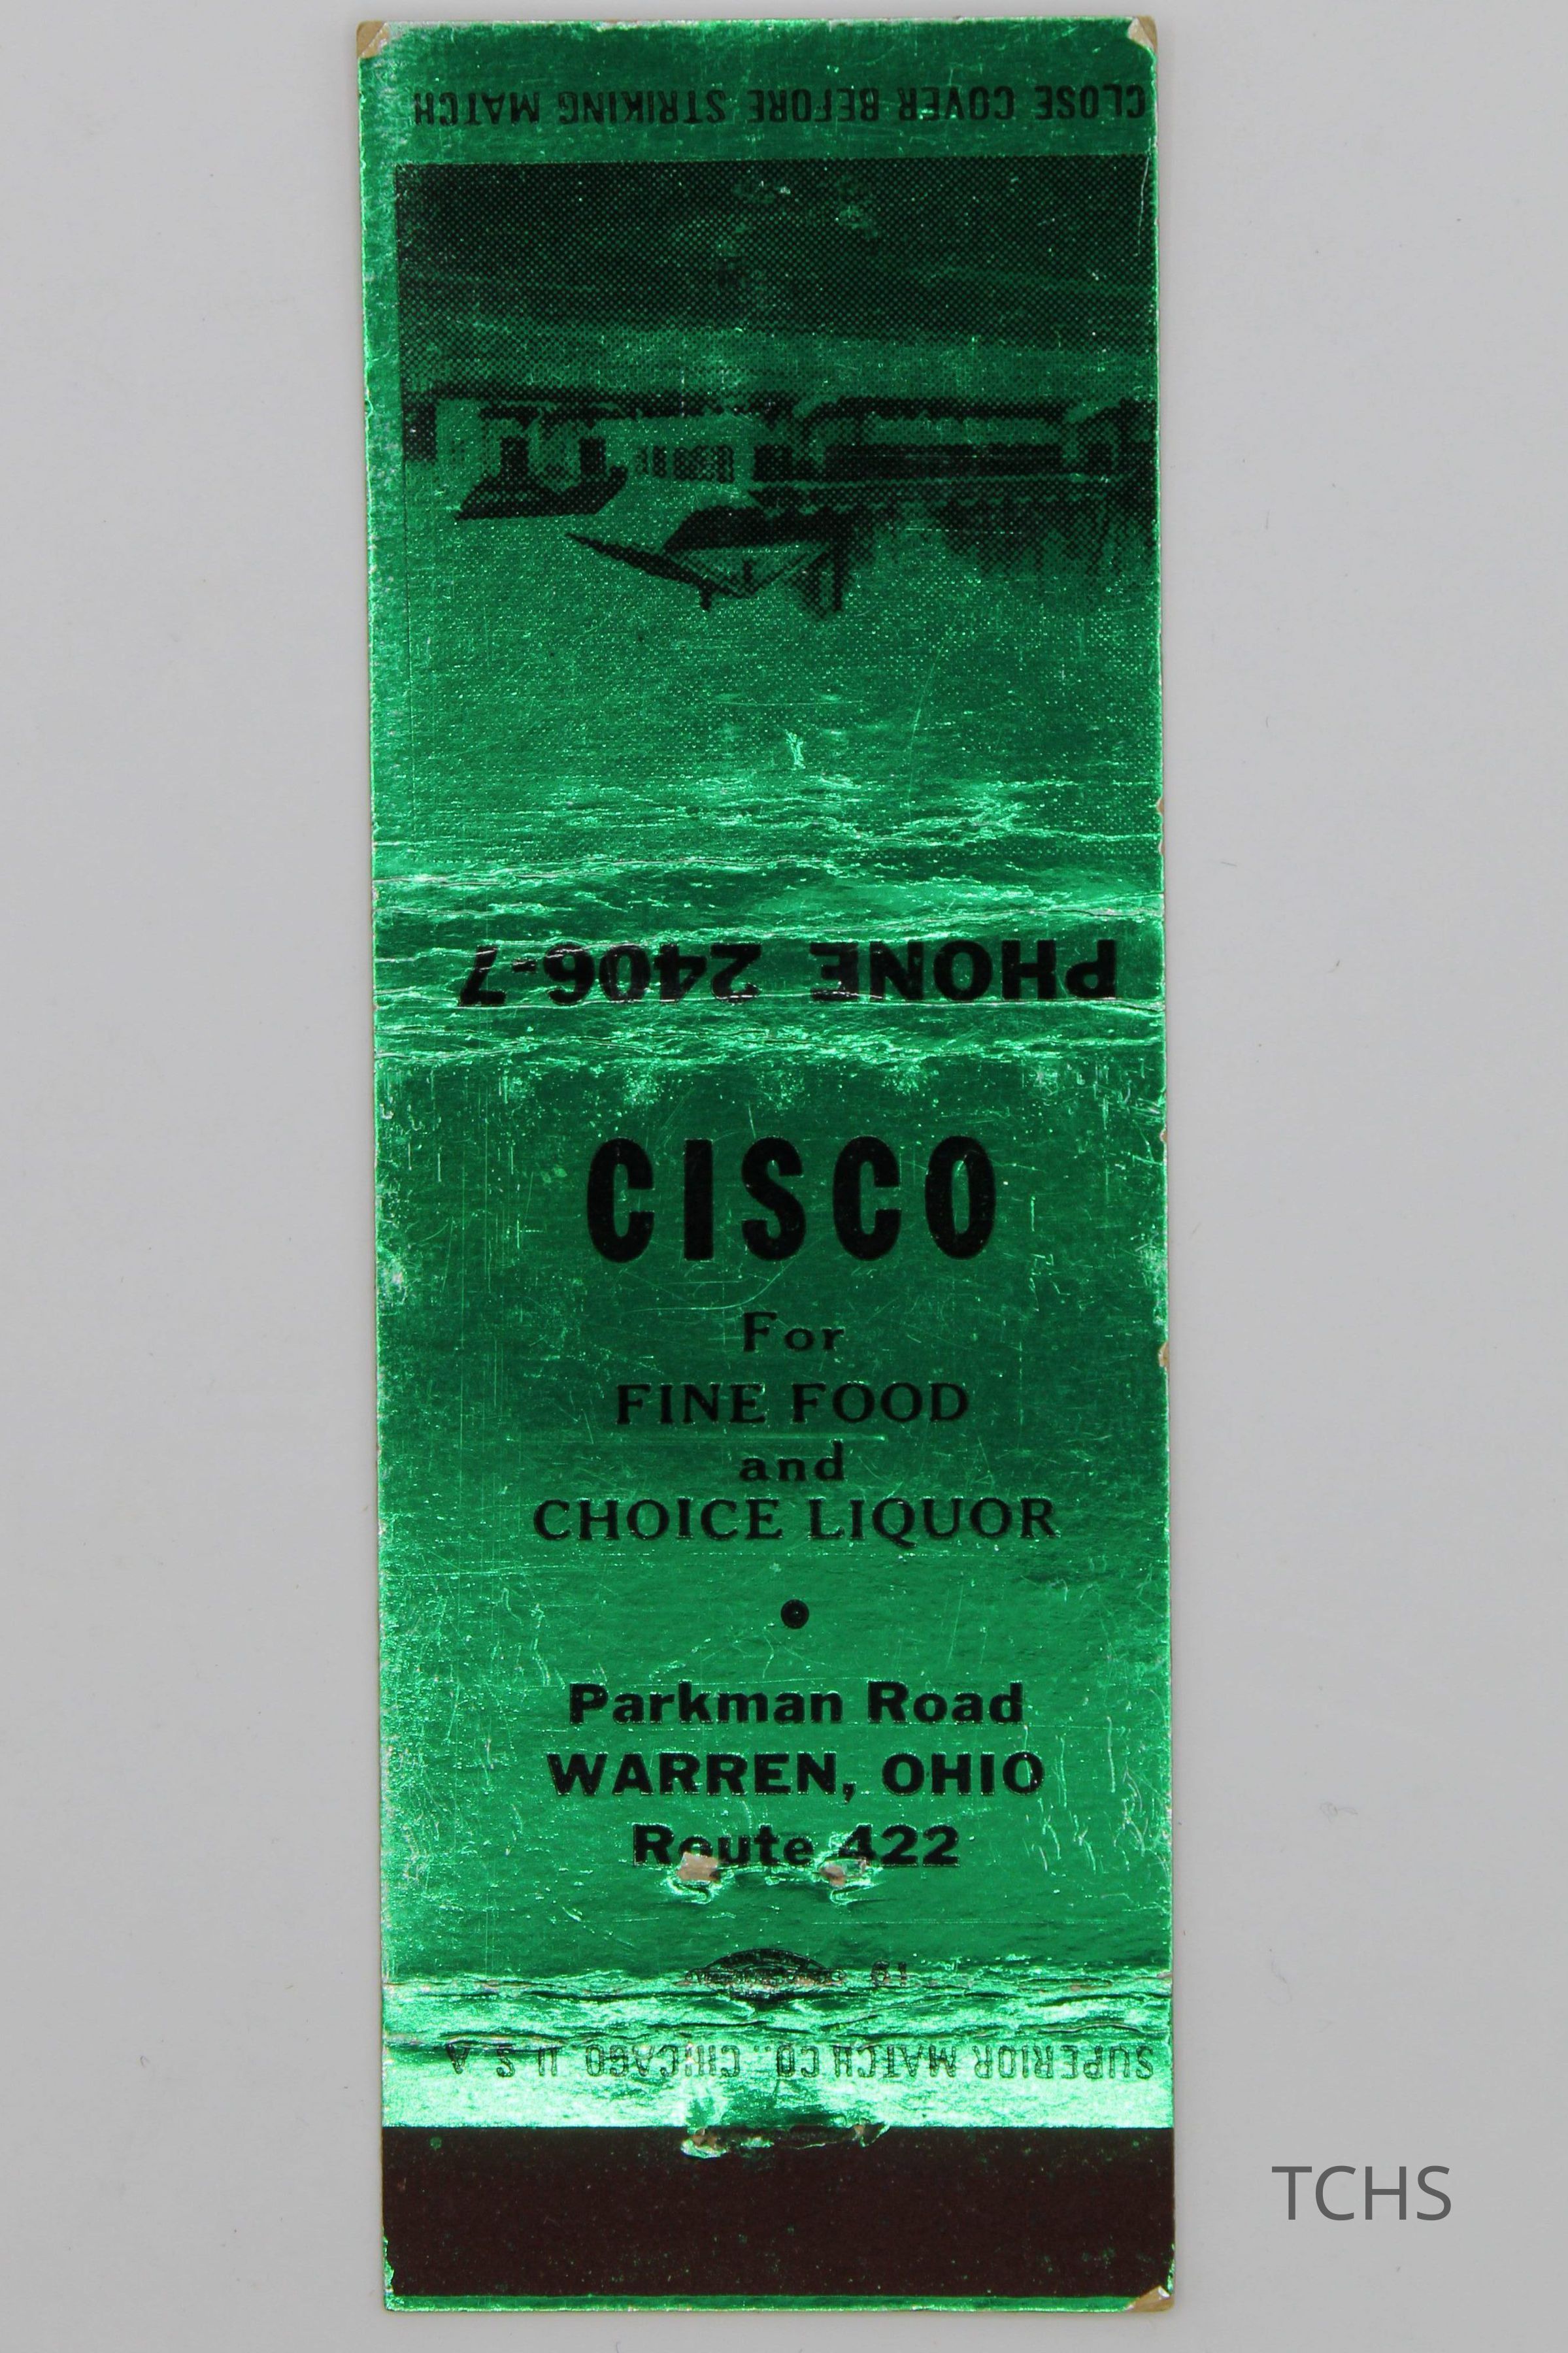 CLOSE COVER BEFORE STRIKING MATCH
PHONE 2406-7
CISCO
For
FINE FOOD
and
CHOICE LIQUOR
Parkman Road
WARREN, OHIO
Route 422
SUPERIOR MATCH CO., CHICAGO U S A
TCHS